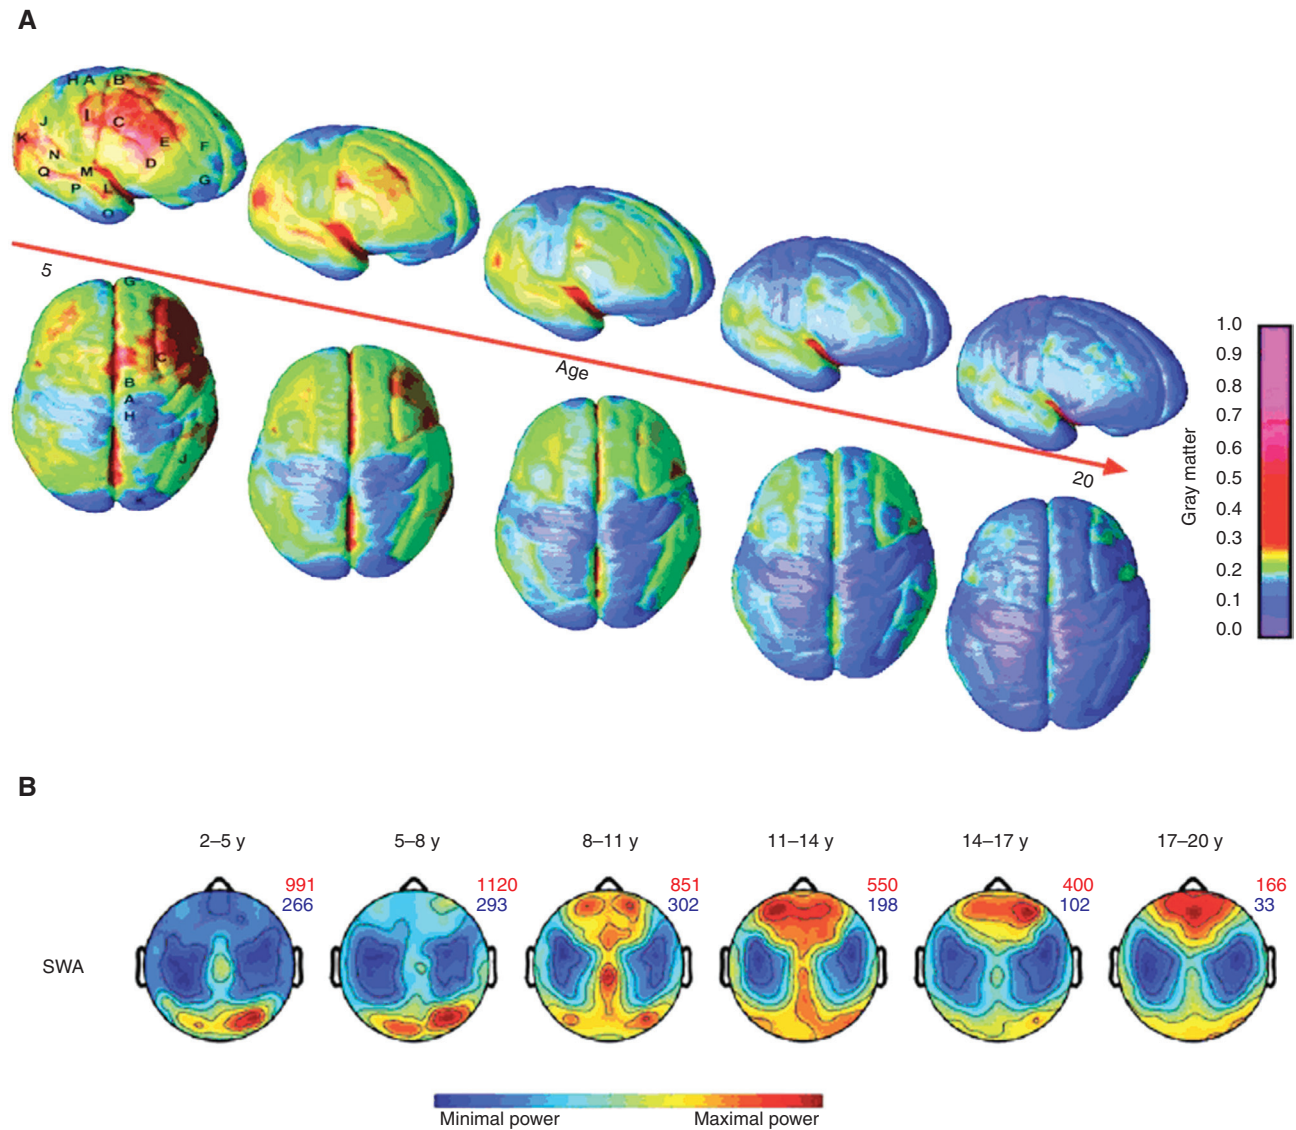 A
H A B
I C
J
K
E
F
N
D
Q M
G
P L
O
5
G
C
B
A
H
J
Age
20
Gray matter
1.0
0.9
0.8
0.7
0.6
0.5
0.4
0.3
0.2
0.1
0.0
B
2–5 y 5–8 y 8–11 y 11–14 y 14–17 y 17–20 y
991 1120 851 550 400 166
266 293 302 198 102 33
SWA
Minimal power Maximal power